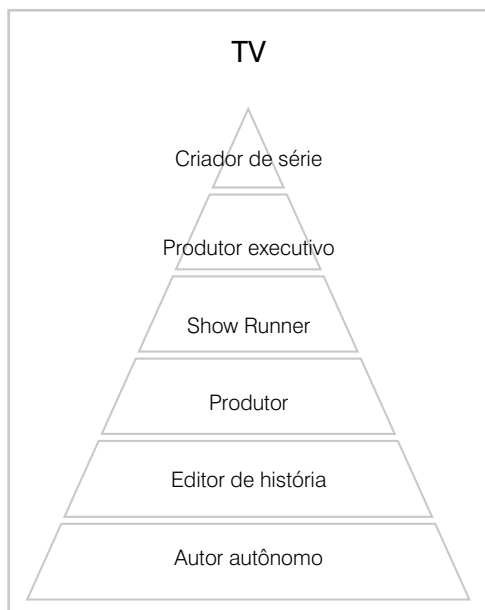 TV
Criador de série
Produtor executivo
Show Runner
Produtor
Editor de história
Autor autônomo